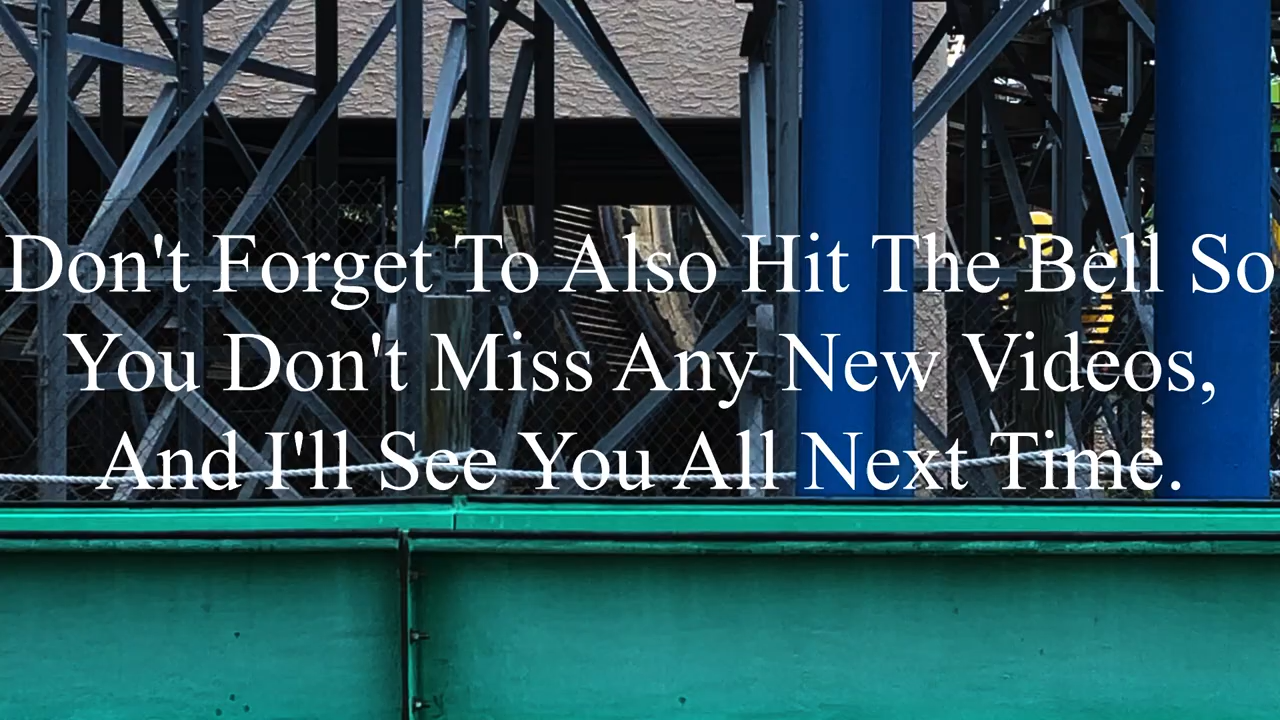 Don't Forget To Also Hit The Bell So
You Don't Miss Any New Videos,
And I'll See You All Next Time.